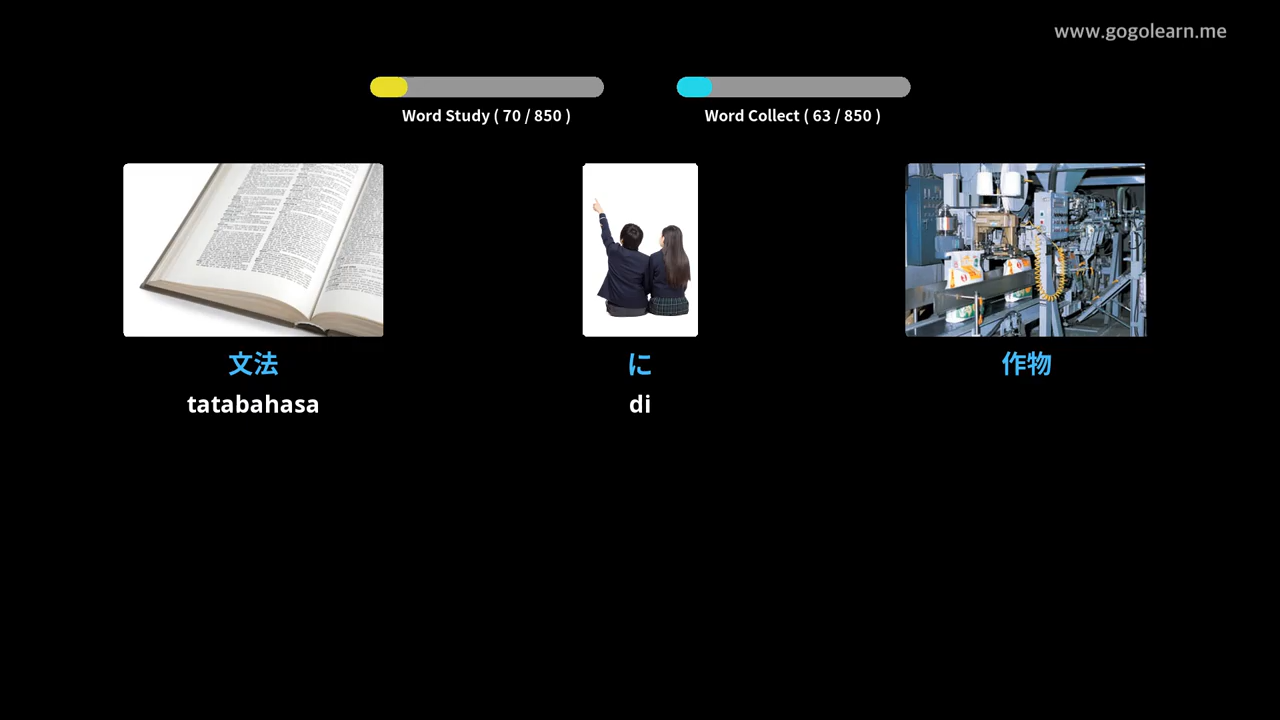 www.gogolearn.me
Word Study ( 70 / 850 )
Word Collect ( 63 / 850 )
文法
tatabahasa
に
di
作物